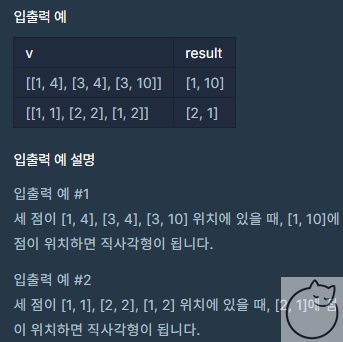 입출력 예
v result
[[1, 4], [3, 4], [3, 10]] [1, 10]
[[1, 1], [2, 2], [1, 2]] [2, 1]
입출력 예 설명
입출력 예 #1
세 점이 [1, 4], [3, 4], [3, 10] 위치에 있을 때, [1, 10]에
점이 위치하면 직사각형이 됩니다.
입출력 예 #2
세 점이 [1, 1], [2, 2], [1, 2] 위치에 있을 때, [2, 1]에 점
이 위치하면 직사각형이 됩니다.